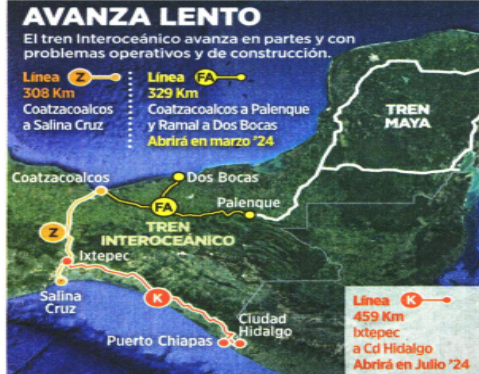 AVANZA LENTO
El tren Interoceánico avanza en partes y con
problemas operativos y de construcción.
Línea Z
308 Km
Coatzacoalcos
a Salina Cruz
Línea FA
329 Km
Coatzacoalcos a Palenque
y Ramal a Dos Bocas
Abrirá en marzo '24
TREN
MAYA
Coatzacoalcos
Dos Bocas
FA
Palenque
Z
TREN
INTEROCEÁNICO
Ixtepec
Salina
Cruz
K
Ciudad
Hidalgo
Puerto Chiapas
Línea K
459 Km
Ixtepec
a Cd Hidalgo
Abrirá en Julio '24